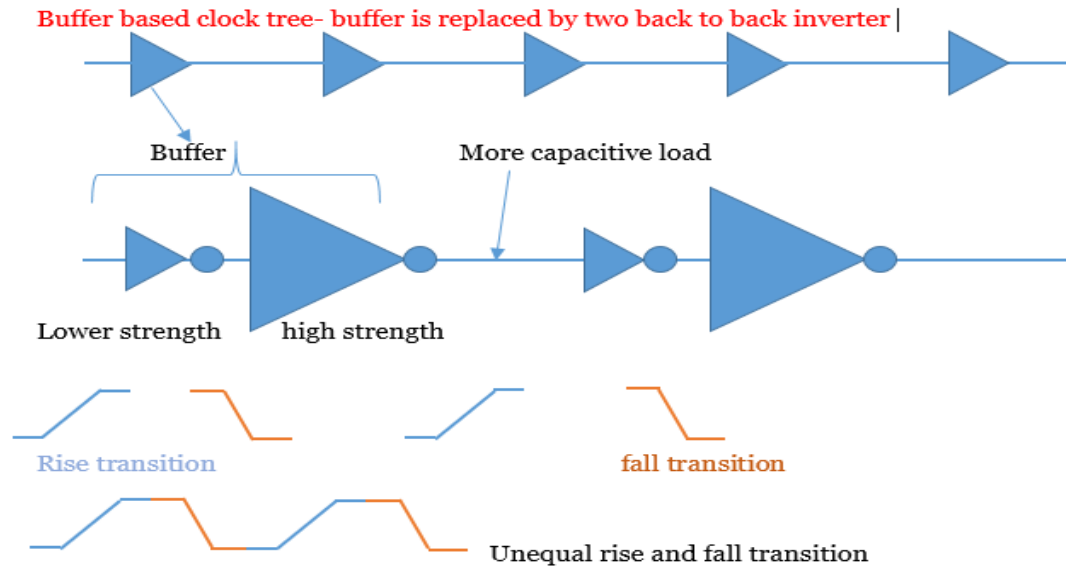 Buffer based clock tree- buffer is replaced by two back to back inverter
Buffer
More capacitive load
Lower strength
high strength
Rise transition
fall transition
Unequal rise and fall transition